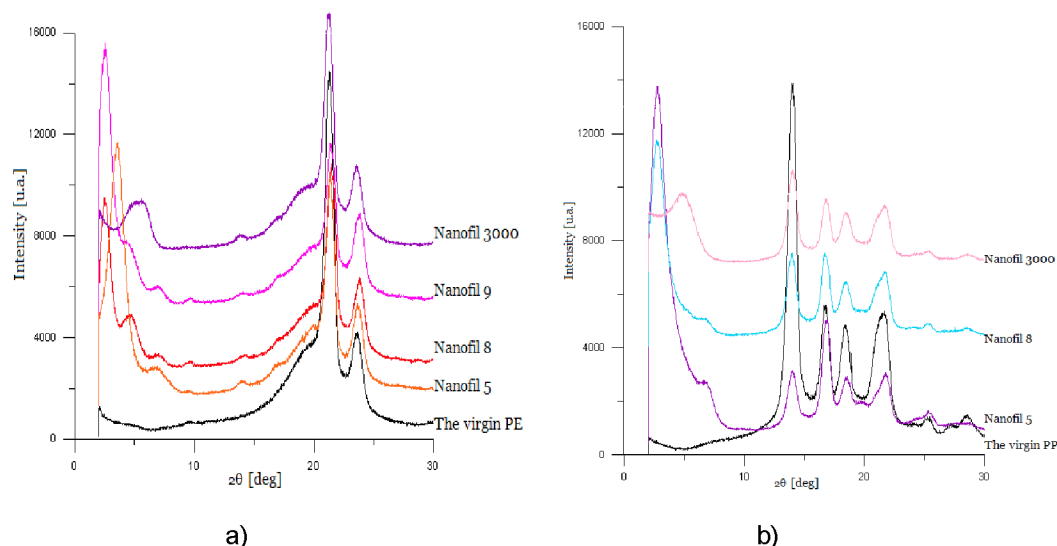 16000
12000
8000
4000
0
0
10
20
30
Intensity [u.a.]
2θ [deg]
Nanofil 3000
Nanofil 9
Nanofil 8
Nanofil 5
The virgin PE
a)
16000
12000
8000
4000
0
0
10
20
30
Intensity [u.a.]
2θ [deg]
Nanofil 3000
Nanofil 8
Nanofil 5
The virgin PP
b)